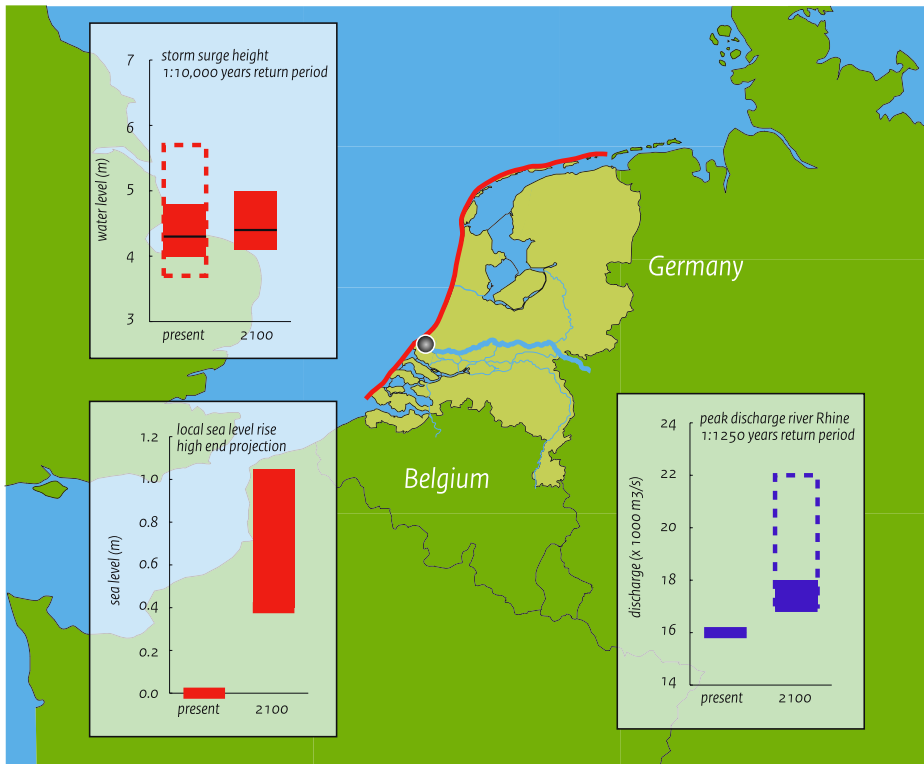 storm surge height
1:10,000 years return period
water level (m)
7
6
5
4
3
present 2100
Germany
Belgium
local sea level rise
high end projection
sea level (m)
1.2
1.0
0.8
0.6
0.4
0.2
0.0
present 2100
peak discharge river Rhine
1:1250 years return period
discharge (x 1000 m3/s)
24
22
20
18
16
14
present 2100